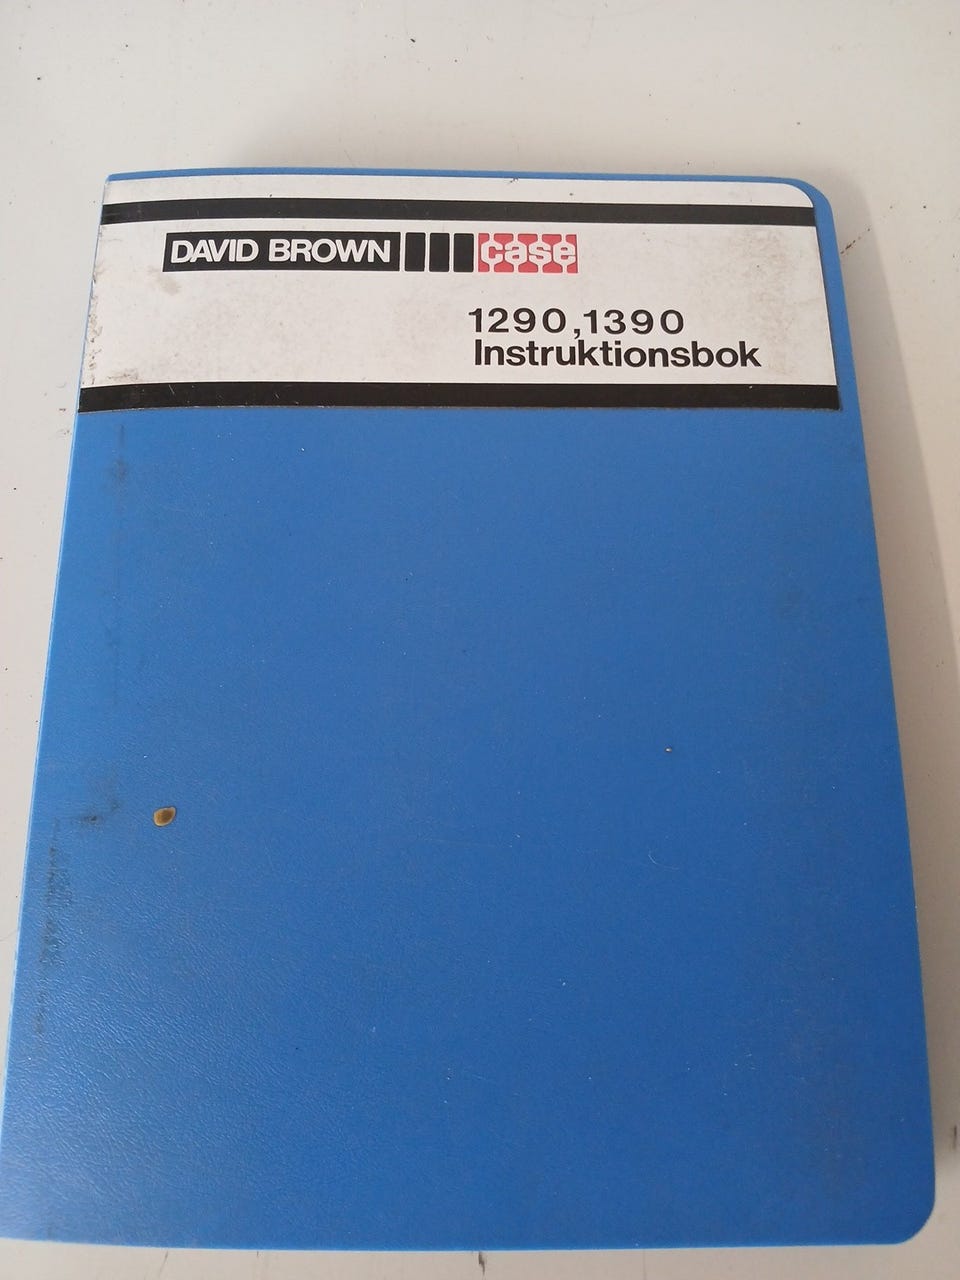 DAVID BROWN case
1290,1390
Instruktionsbok